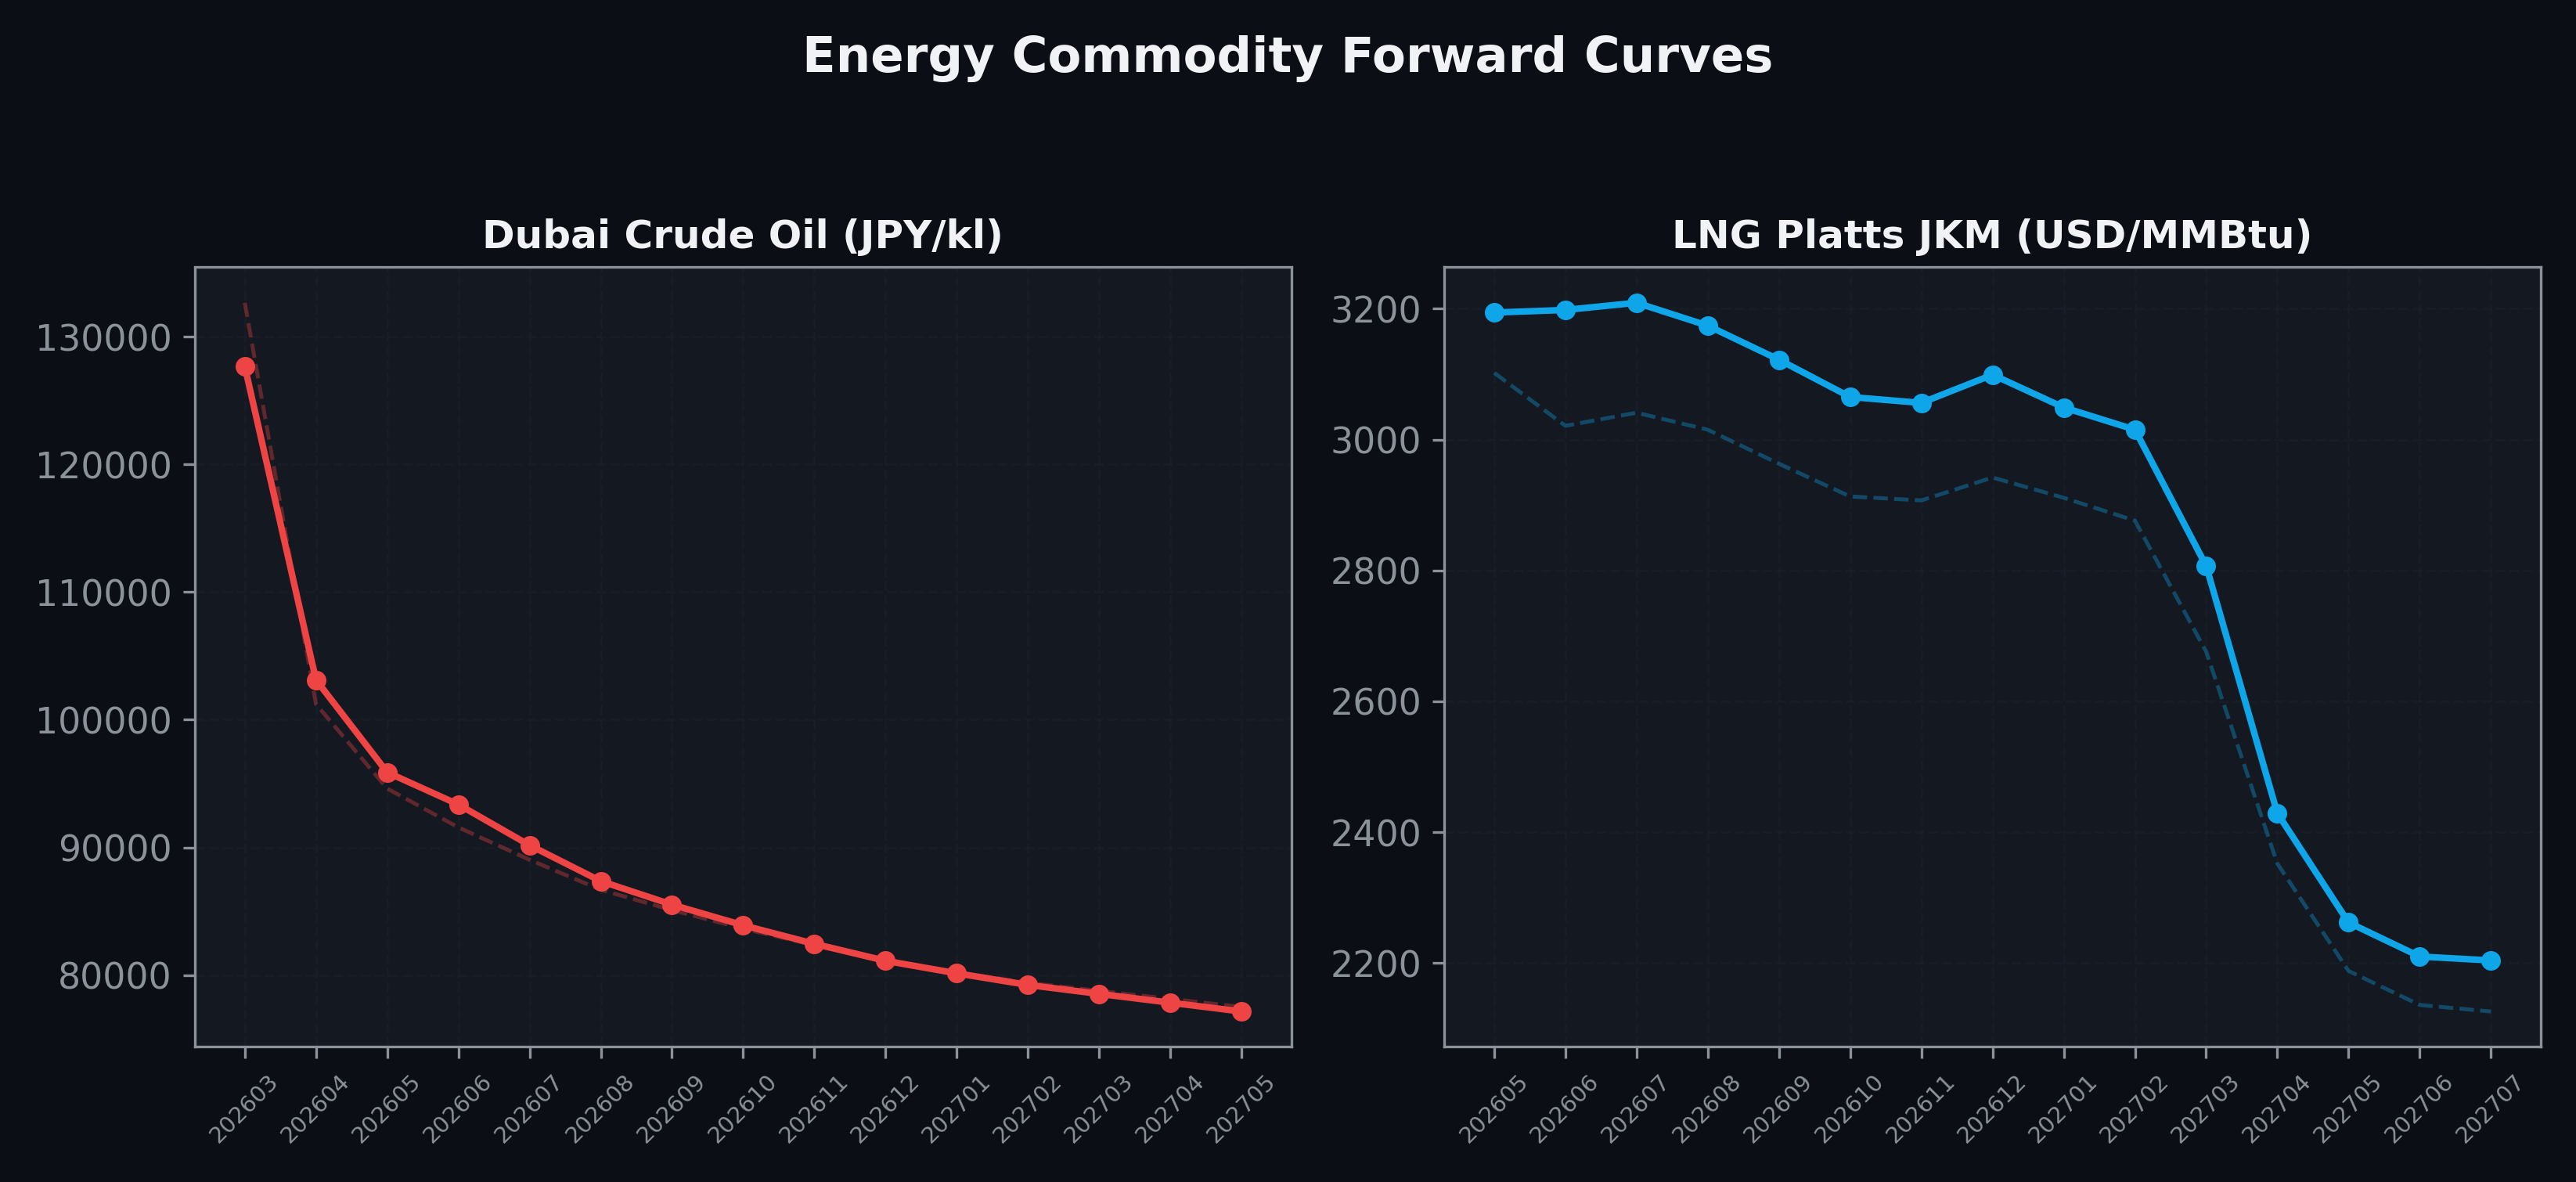 Energy Commodity Forward Curves
Dubai Crude Oil (JPY/kl)
130000
120000
110000
100000
90000
80000
202603 202604 202605 202606 202607 202608 202609 202610 202611 202612 202701 202702 202703 202704 202705
LNG Platts JKM (USD/MMBtu)
3200
3000
2800
2600
2400
2200
202605 202606 202607 202608 202609 202610 202611 202612 202701 202702 202703 202704 202705 202706 202707